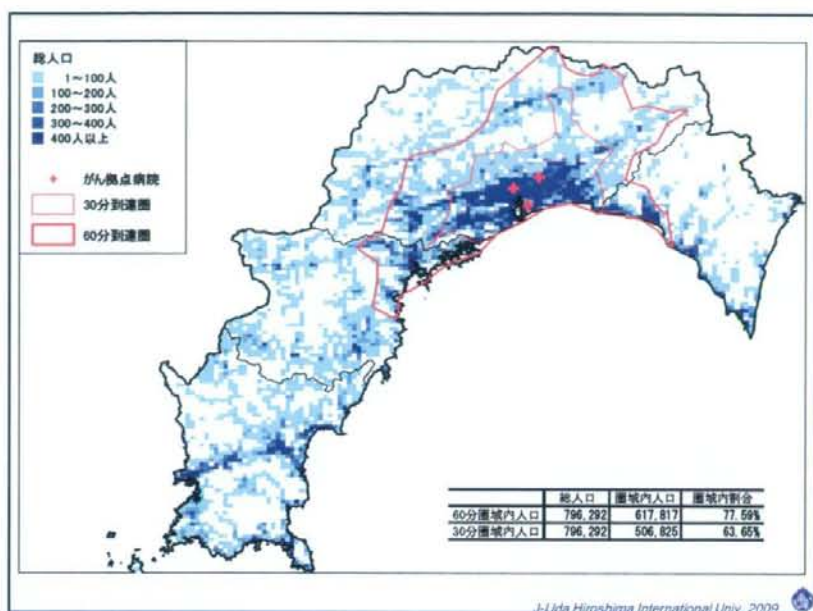 総人口
1～100人
100～200人
200～300人
300～400人
400人以上
がん拠点病院
30分到達圏
60分到達圏
総人口 圏域内人口 圏域内割合
60分圏域内人口 796,292 617,817 77.59%
30分圏域内人口 796,292 506,825 63.65%
J-Uda Hiroshima International Univ. 2009